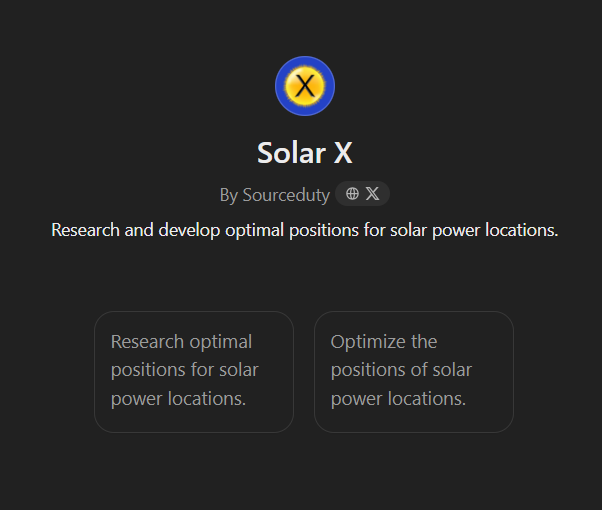 X
Solar X
By Sourceduty
Research and develop optimal positions for solar power locations.
Research optimal
positions for solar
power locations.
Optimize the
positions of solar
power locations.